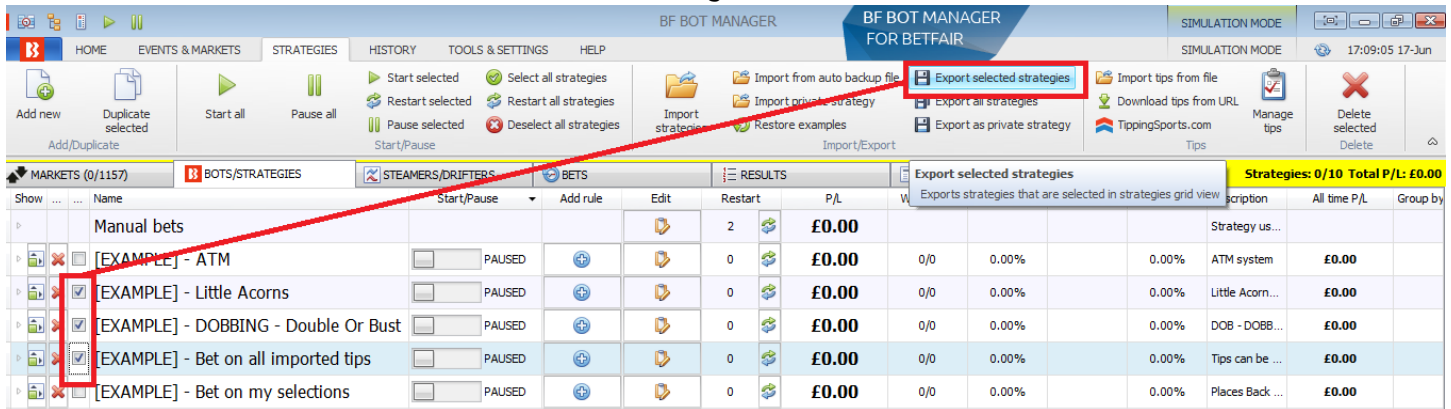 BF BOT MANAGER
BF BOT MANAGER
FOR BETFAIR
SIMULATION MODE
HOME EVENTS & MARKETS STRATEGIES HISTORY TOOLS & SETTINGS HELP SIMULATION MODE 17:09:05 17-Jun
Add new
Duplicate
selected
Add/Duplicate
Start all
Pause all
Start selected
Select all strategies
Restart selected
Restart all strategies
Pause selected
Deselect all strategies
Start/Pause
Import
strategies
Import from auto backup file
Import private strategy
Restore examples
Export selected strategies
Export all strategies
Export as private strategy
Import/Export
Import tips from file
Download tips from URL
TippingSports.com
Manage
tips
Tips
Delete
selected
Delete
MARKETS (0/1157) BOTS/STRATEGIES STEAMERS/DRIFTERS BETS RESULTS Strategies: 0/10 Total P/L: £0.00
Export selected strategies
Exports strategies that are selected in strategies grid view
Show ... ... Name Start/Pause Add rule Edit Restart P/L W scription All time P/L Group by
Manual bets 2 £0.00 Strategy us...
[EXAMPLE] - ATM PAUSED 0 £0.00 0/0 0.00% 0.00% ATM system £0.00
[EXAMPLE] - Little Acorns PAUSED 0 £0.00 0/0 0.00% 0.00% Little Acorn... £0.00
[EXAMPLE] - DOBBING - Double Or Bust PAUSED 0 £0.00 0/0 0.00% 0.00% DOB - DOBB... £0.00
[EXAMPLE] - Bet on all imported tips PAUSED 0 £0.00 0/0 0.00% 0.00% Tips can be ... £0.00
[EXAMPLE] - Bet on my selections PAUSED 0 £0.00 0/0 0.00% 0.00% Places Back ... £0.00